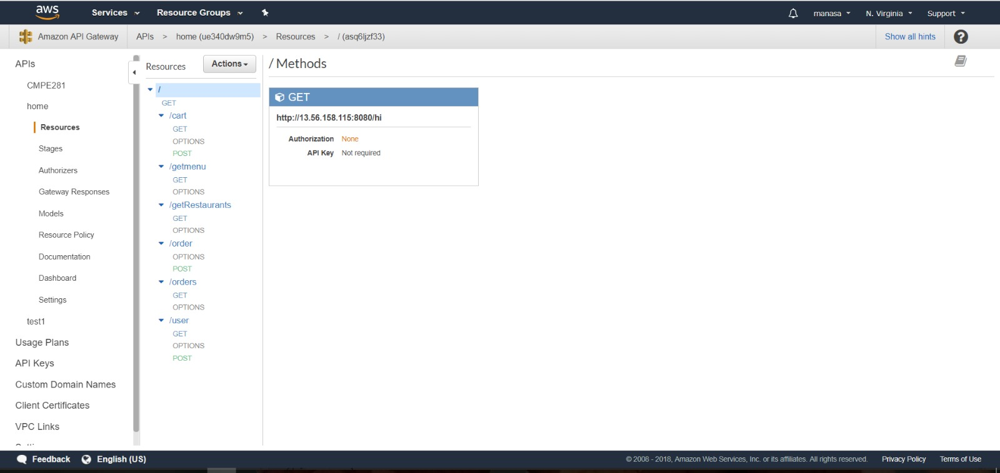 aws Services Resource Groups manasa N. Virginia Support
Amazon API Gateway APIs > home (ue340dw9m5) > Resources > / (asq6ljzf33) Show all hints ?
APIs
CMPE281
home
Resources
Stages
Authorizers
Gateway Responses
Models
Resource Policy
Documentation
Dashboard
Settings
test1
Usage Plans
API Keys
Custom Domain Names
Client Certificates
VPC Links
Resources Actions
/
GET
/cart
GET
OPTIONS
POST
/getmenu
GET
OPTIONS
/getRestaurants
GET
OPTIONS
/order
OPTIONS
POST
/orders
GET
OPTIONS
/user
GET
OPTIONS
POST
/ Methods
GET
http://13.56.158.115:8080/hi
Authorization None
API Key Not required
Feedback English (US) © 2008 - 2018, Amazon Web Services, Inc. or its affiliates. All rights reserved. Privacy Policy Terms of Use